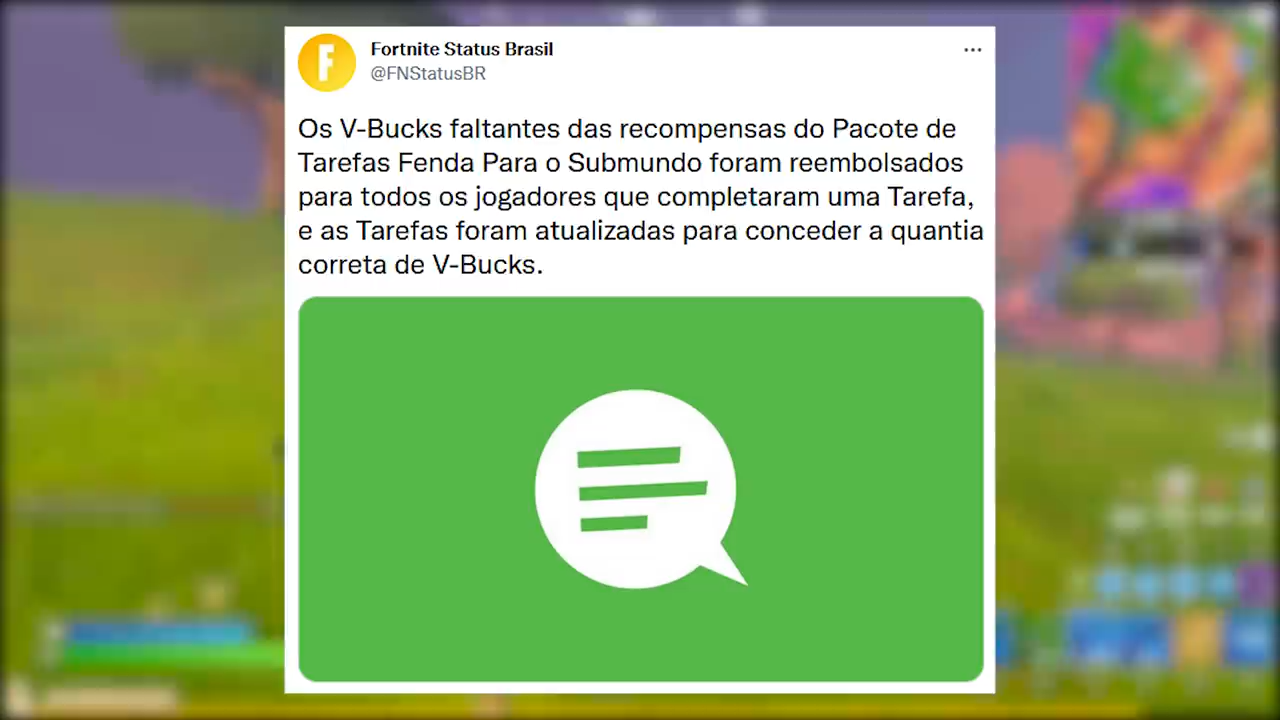 Fortnite Status Brasil
@FNStatusBR
Os V-Bucks faltantes das recompensas do Pacote de
Tarefas Fenda Para o Submundo foram reembolsados
para todos os jogadores que completaram uma Tarefa,
e as Tarefas foram atualizadas para conceder a quantia
correta de V-Bucks.